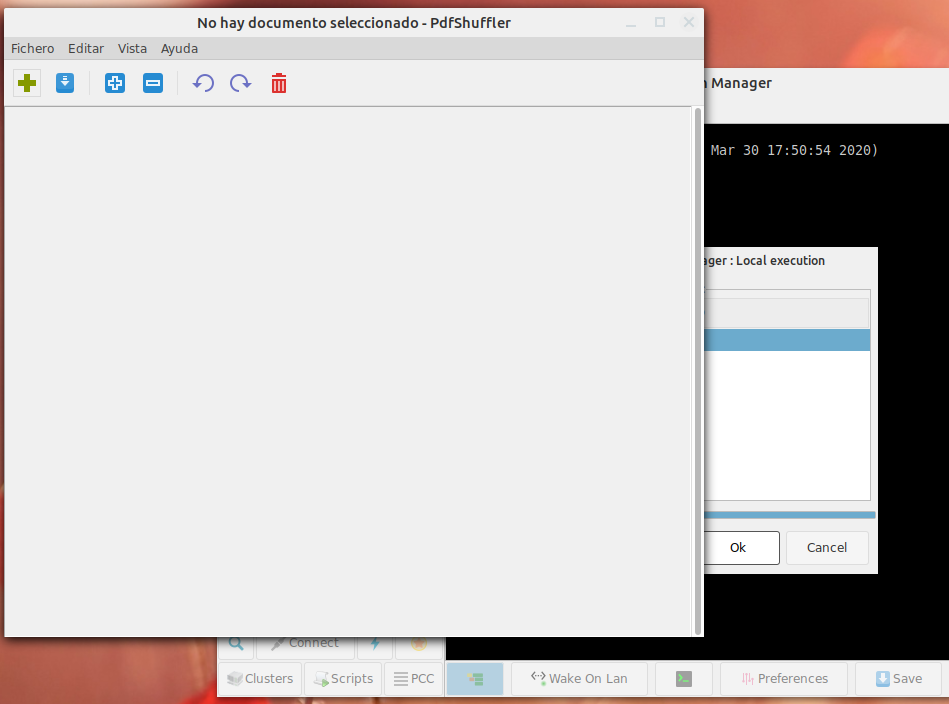 No hay documento seleccionado - PdfShuffler
Fichero Editar Vista Ayuda
Manager
Mar 30 17:50:54 2020)
: Local execution
Ok Cancel
Connect
Clusters Scripts PCC Wake On Lan Preferences Save